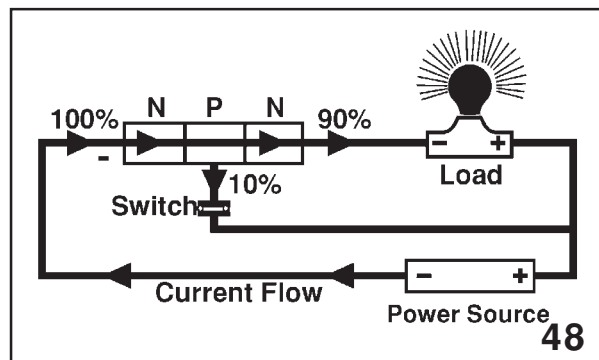 N P N
100% 90%
- 
10%
- +
Load
Switch
- +
Current Flow
Power Source
48